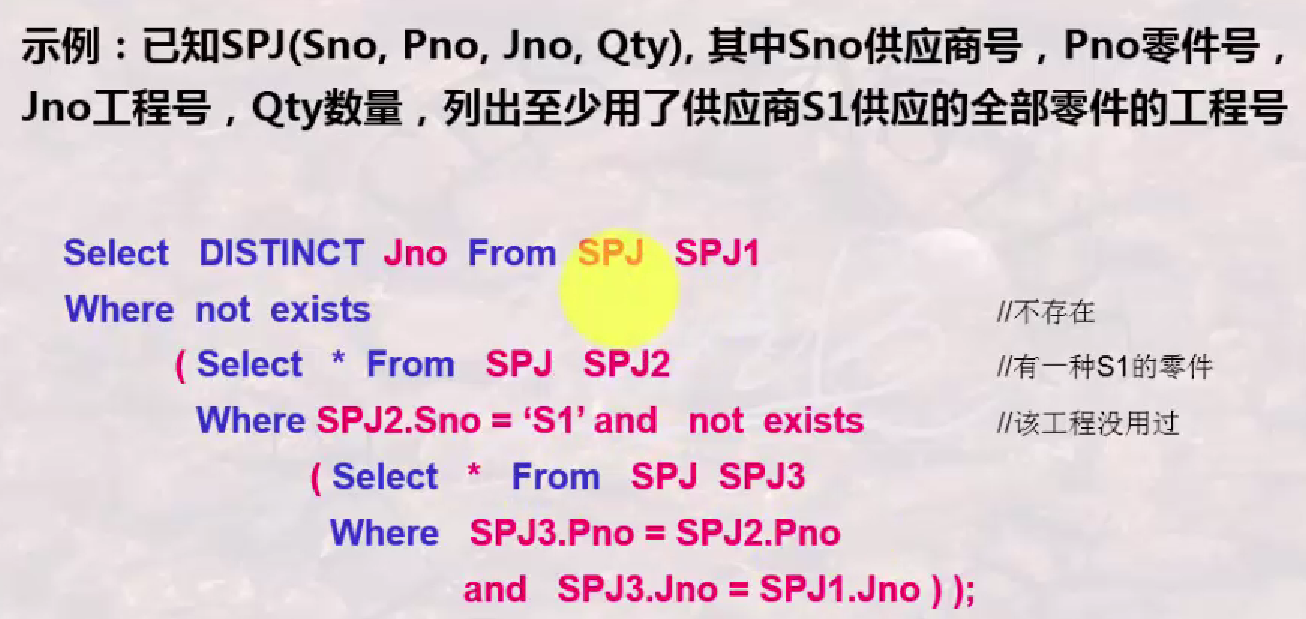 示例：已知SPJ(Sno, Pno, Jno, Qty), 其中Sno供应商号，Pno零件号，
Jno工程号，Qty数量，列出至少用了供应商S1供应的全部零件的工程号
Select DISTINCT Jno From SPJ SPJ1
Where not exists //不存在
( Select * From SPJ SPJ2 //有一种S1的零件
Where SPJ2.Sno = ‘S1’ and not exists //该工程没用过
( Select * From SPJ SPJ3
Where SPJ3.Pno = SPJ2.Pno
and SPJ3.Jno = SPJ1.Jno ) );